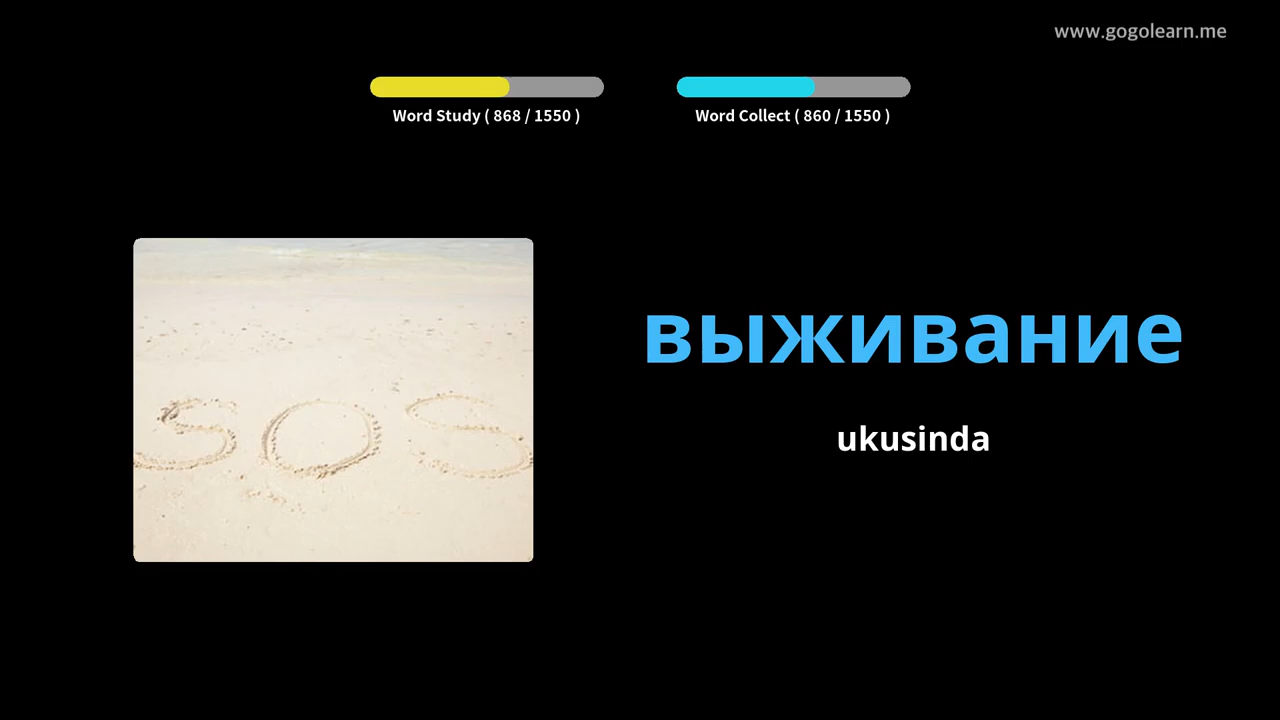 www.gogolearn.me
Word Study ( 868 / 1550 )
Word Collect ( 860 / 1550 )
SOS
выживание
ukusinda